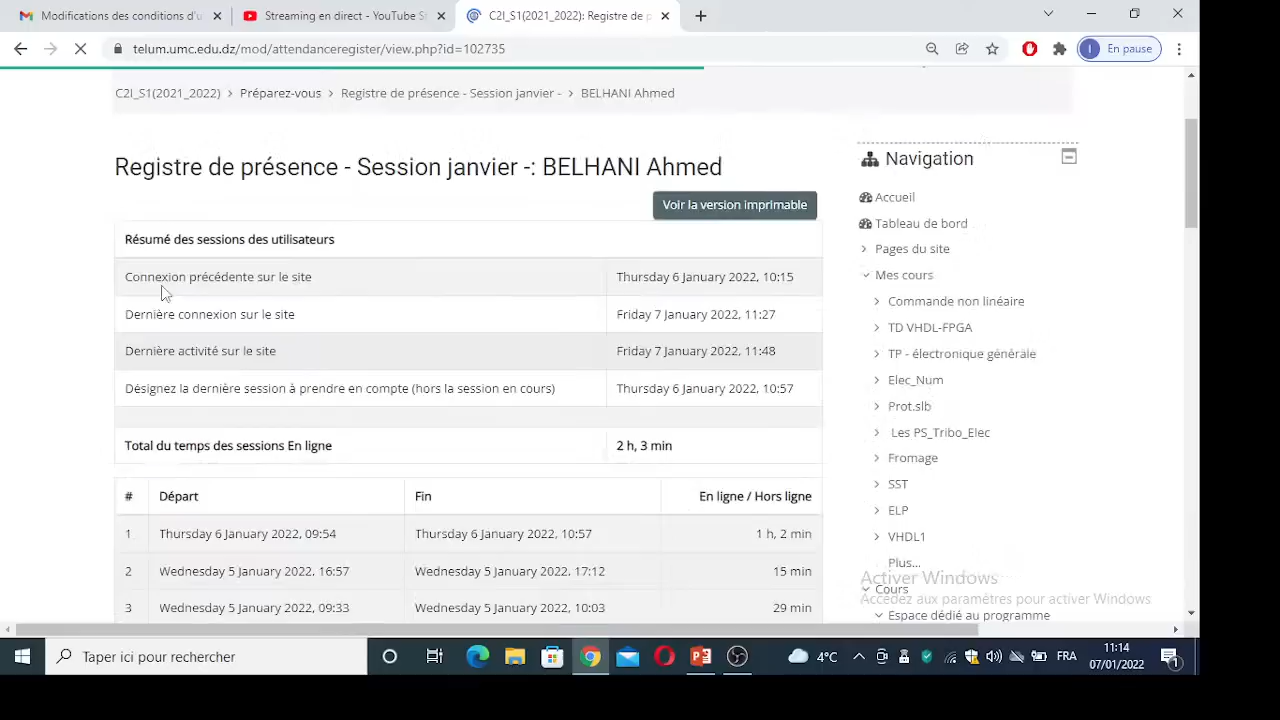 Modifications des conditions d'u
Streaming en direct - YouTube S
C2I_S1(2021_2022): Registre de p
telum.umc.edu.dz/mod/attendanceregister/view.php?id=102735
I En pause
C2I_S1(2021_2022) > Préparez-vous > Registre de présence - Session janvier - > BELHANI Ahmed
Registre de présence - Session janvier -: BELHANI Ahmed
Voir la version imprimable
Résumé des sessions des utilisateurs
Connexion précédente sur le site Thursday 6 January 2022, 10:15
Dernière connexion sur le site Friday 7 January 2022, 11:27
Dernière activité sur le site Friday 7 January 2022, 11:48
Désignez la dernière session à prendre en compte (hors la session en cours) Thursday 6 January 2022, 10:57
Total du temps des sessions En ligne 2 h, 3 min
# Départ Fin En ligne / Hors ligne
1 Thursday 6 January 2022, 09:54 Thursday 6 January 2022, 10:57 1 h, 2 min
2 Wednesday 5 January 2022, 16:57 Wednesday 5 January 2022, 17:12 15 min
3 Wednesday 5 January 2022, 09:33 Wednesday 5 January 2022, 10:03 29 min
Navigation
Accueil
Tableau de bord
Pages du site
Mes cours
Commande non linéaire
TD VHDL-FPGA
TP - électronique générale
Elec_Num
Prot.slb
Les PS_Tribo_Elec
Fromage
SST
ELP
VHDL1
Plus...
Cours
Espace dédié au programme
Activer Windows
Accédez aux paramètres pour activer Windows
Taper ici pour rechercher
4°C
FRA
11:14
07/01/2022
1